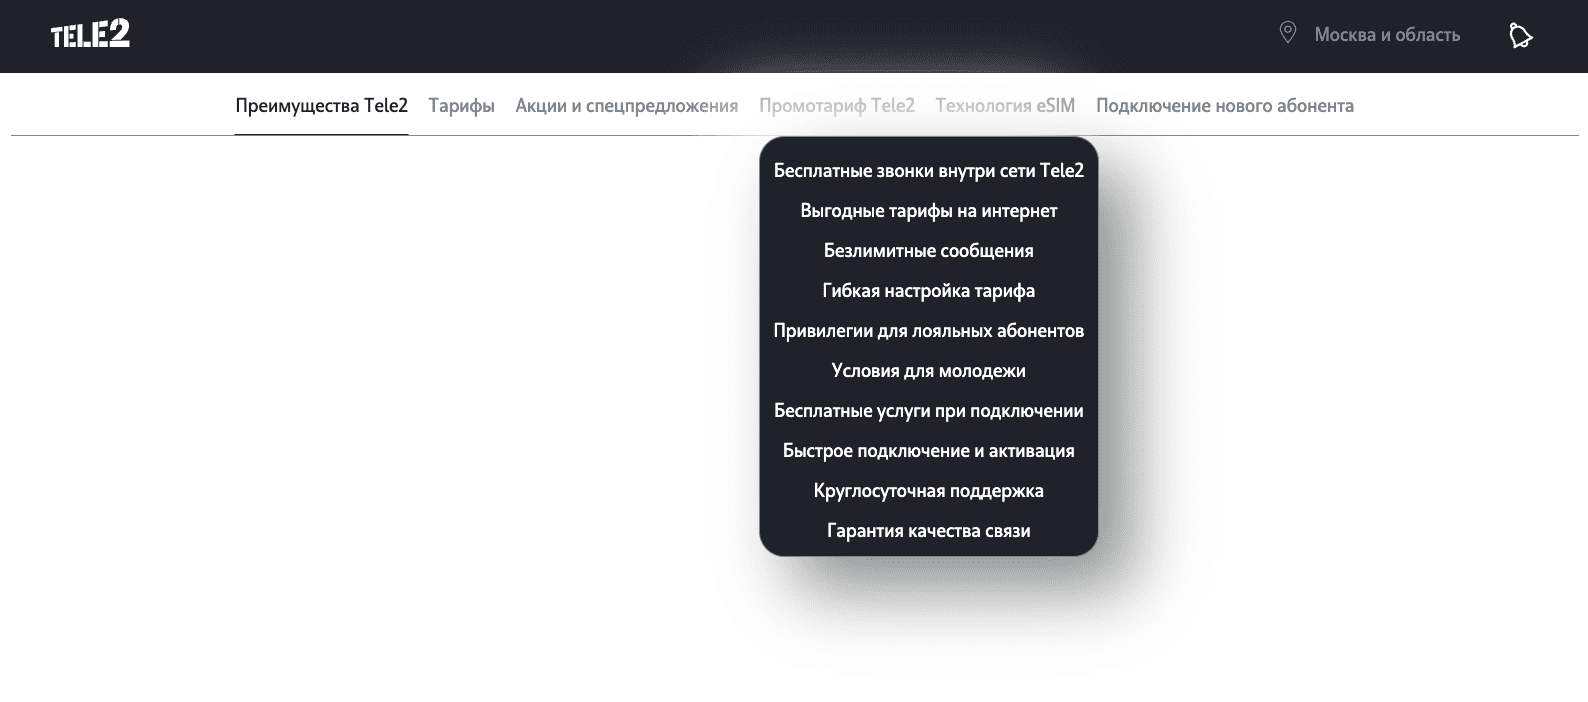 TELE2
Москва и область
Преимущества Tele2 Тарифы Акции и спецпредложения Промотариф Tele2 Технология eSIM Подключение нового абонента
Бесплатные звонки внутри сети Tele2
Выгодные тарифы на интернет
Безлимитные сообщения
Гибкая настройка тарифа
Привилегии для лояльных абонентов
Условия для молодежи
Бесплатные услуги при подключении
Быстрое подключение и активация
Круглосуточная поддержка
Гарантия качества связи